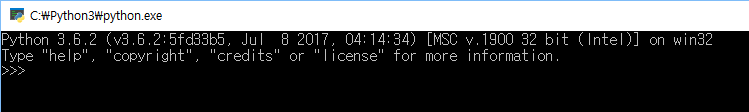 C:₩Python3₩python.exe
Python 3.6.2 (v3.6.2:5fd33b5, Jul  8 2017, 04:14:34) [MSC v.1900 32 bit (Intel)] on win32
Type "help", "copyright", "credits" or "license" for more information.
>>>